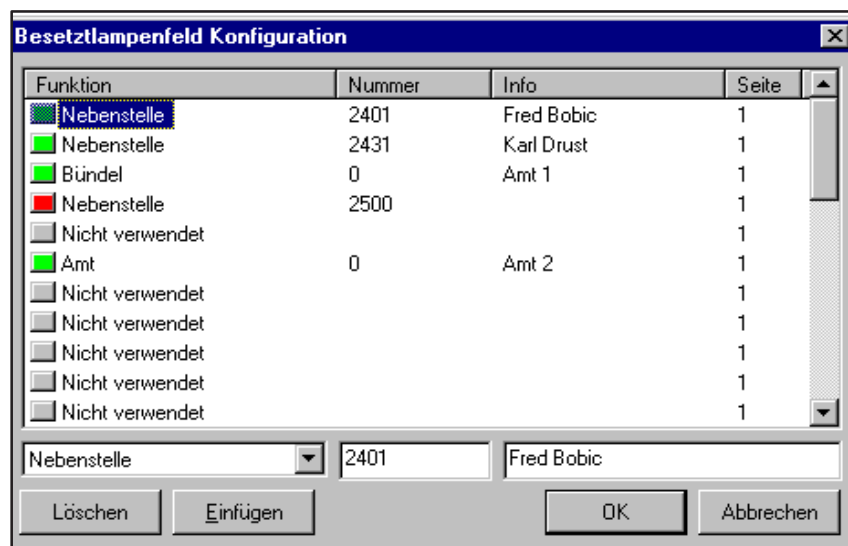 Besetztlampenfeld Konfiguration
Funktion Nummer Info Seite
Nebenstelle 2401 Fred Bobic 1
Nebenstelle 2431 Karl Drust 1
Bündel 0 Amt 1 1
Nebenstelle 2500 1
Nicht verwendet 1
Amt 0 Amt 2 1
Nicht verwendet 1
Nicht verwendet 1
Nicht verwendet 1
Nicht verwendet 1
Nicht verwendet 1
Nebenstelle 2401 Fred Bobic
Löschen Einfügen OK Abbrechen